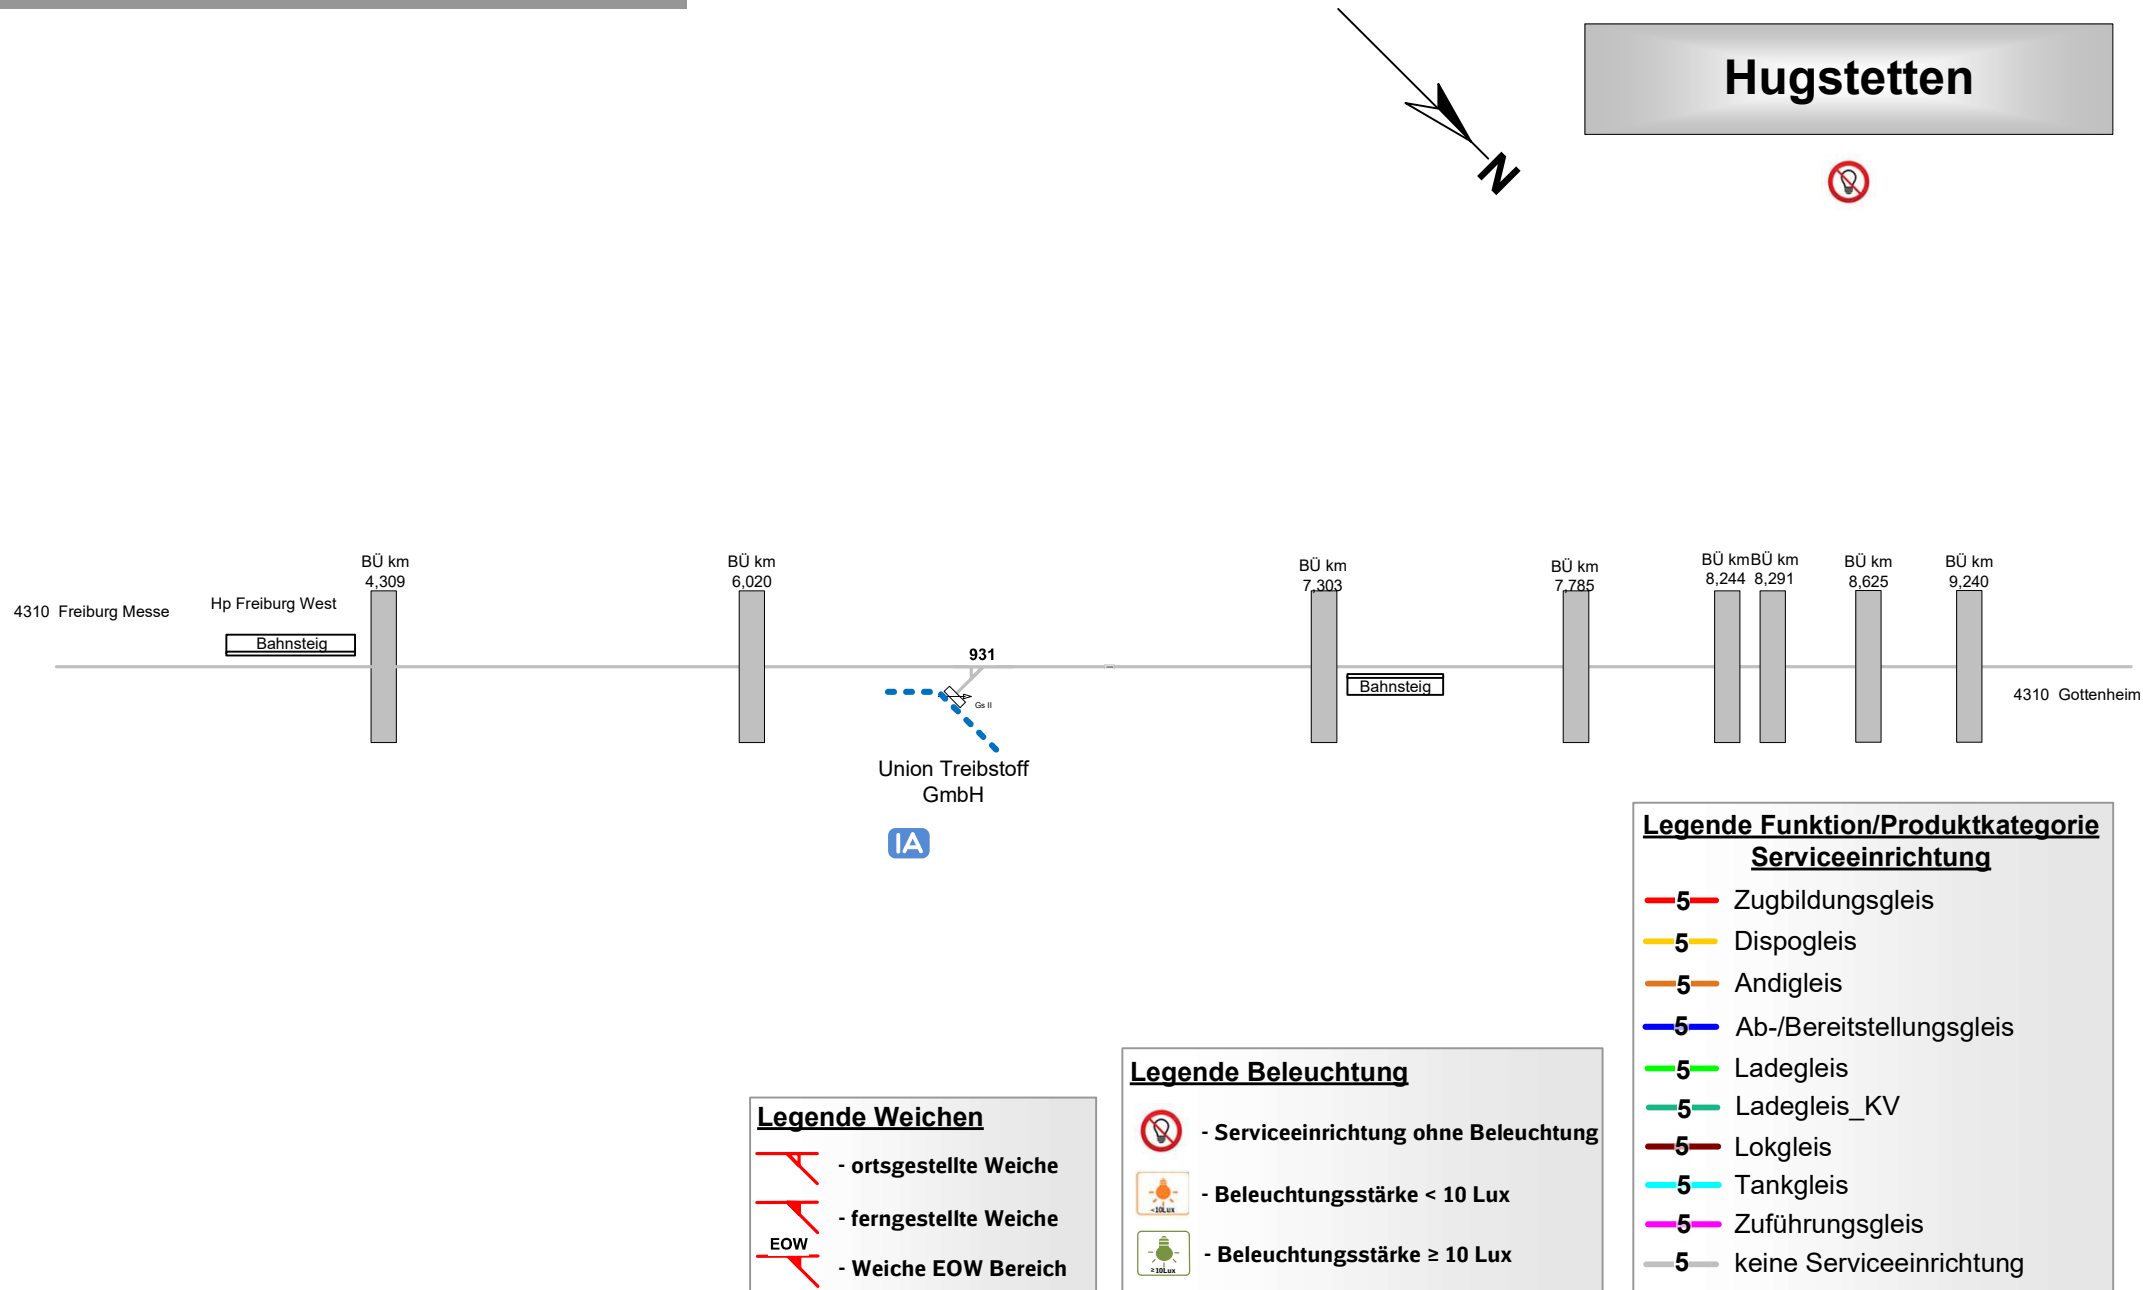 Hugstetten
N
BÜ km
4,309
BÜ km
6,020
BÜ km
7,303
BÜ km
7,785
BÜ km
8,244
BÜ km
8,291
BÜ km
8,625
BÜ km
9,240
4310 Freiburg Messe
Hp Freiburg West
Bahnsteig
931
Gs II
Bahnsteig
4310 Gottenheim
Union Treibstoff
GmbH
IA
Legende Weichen
- ortsgestellte Weiche
- ferngestellte Weiche
EOW
- Weiche EOW Bereich
Legende Beleuchtung
- Serviceeinrichtung ohne Beleuchtung
<10Lux
- Beleuchtungsstärke < 10 Lux
≥10Lux
- Beleuchtungsstärke ≥ 10 Lux
Legende Funktion/Produktkategorie
Serviceeinrichtung
5 Zugbildungsgleis
5 Dispogleis
5 Andigleis
5 Ab-/Bereitstellungsgleis
5 Ladegleis
5 Ladegleis_KV
5 Lokgleis
5 Tankgleis
5 Zuführungsgleis
5 keine Serviceeinrichtung